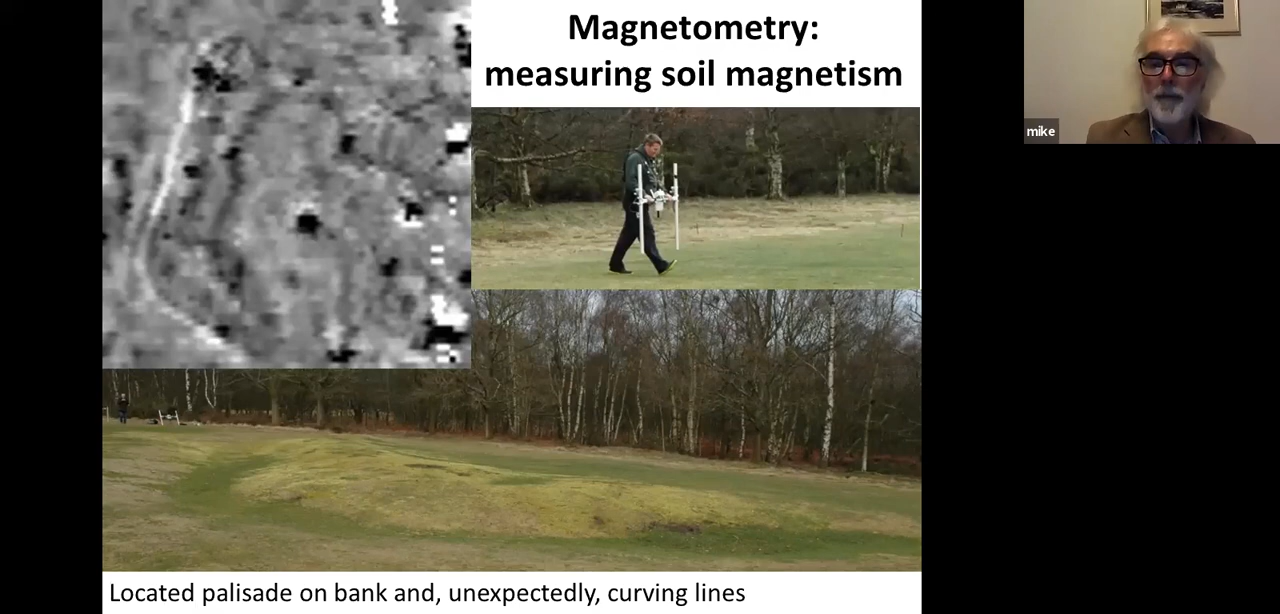 Magnetometry:
measuring soil magnetism
mike
Located palisade on bank and, unexpectedly, curving lines